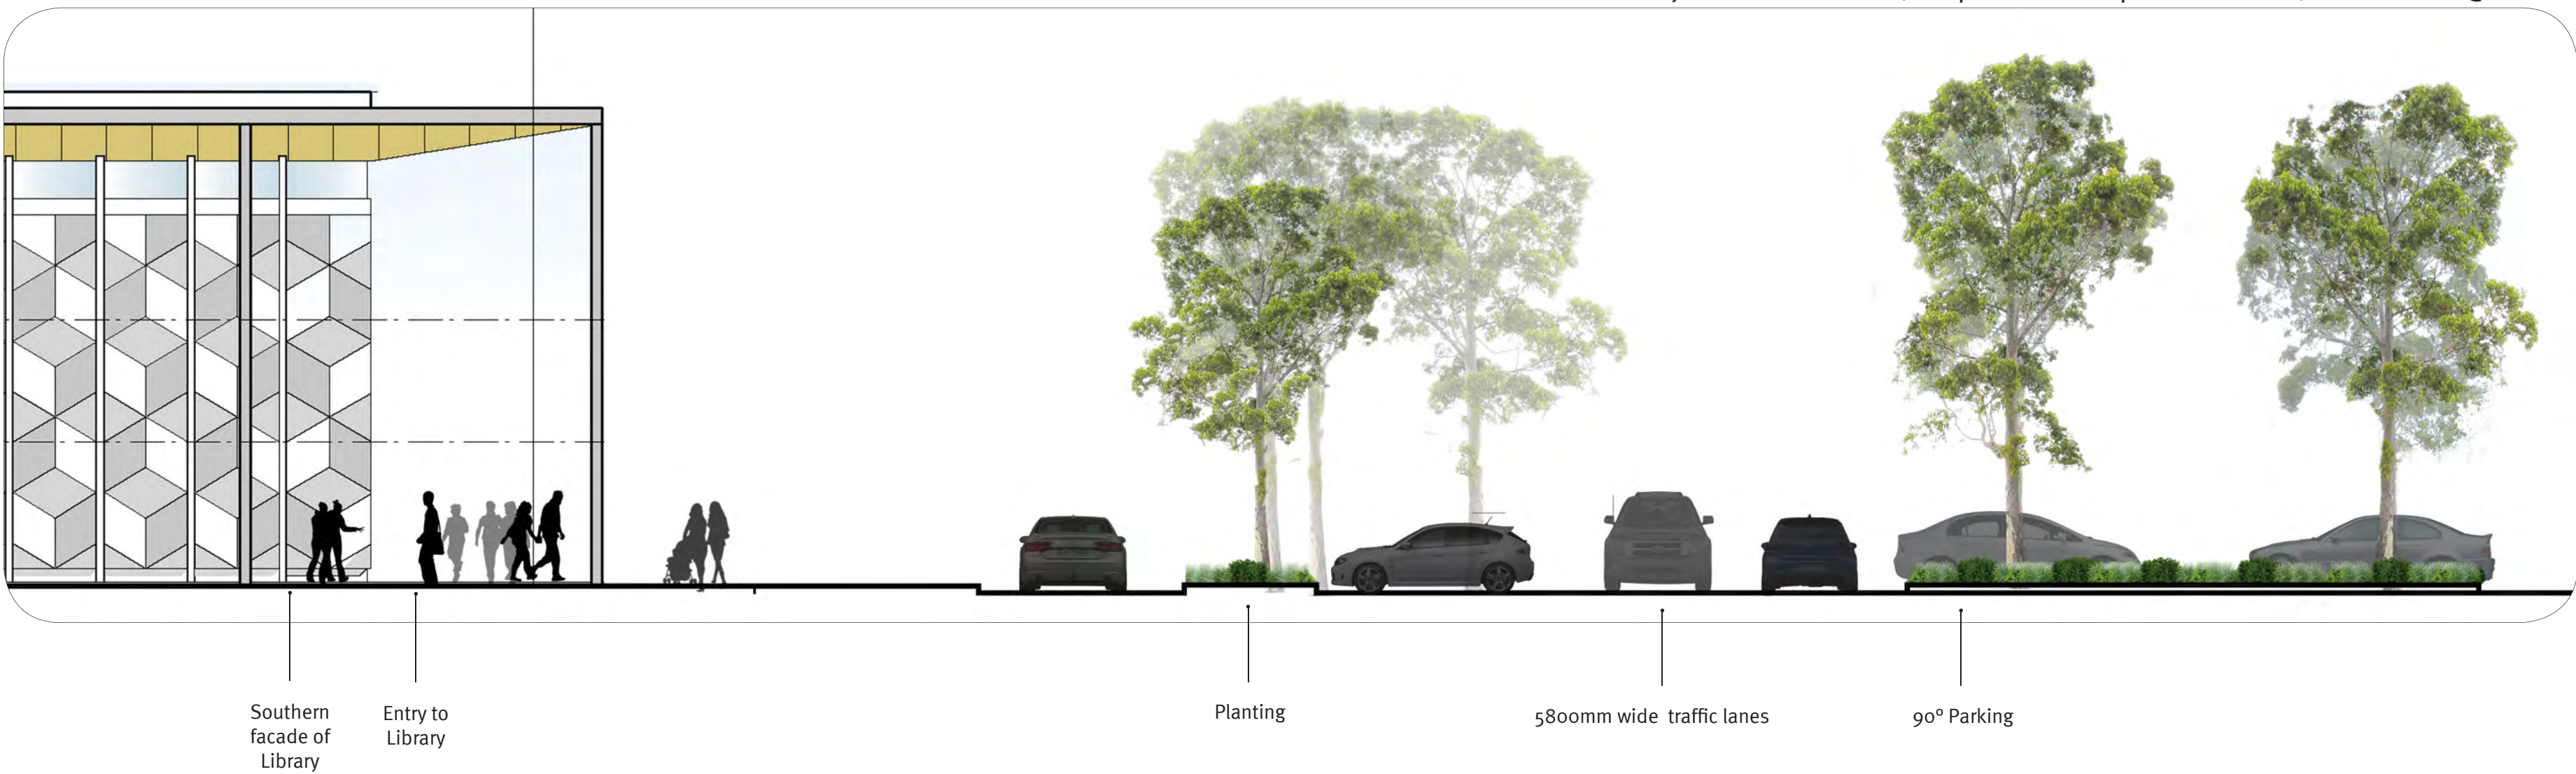 Southern
facade of
Library
Entry to
Library
Planting
5800mm wide traffic lanes
90° Parking